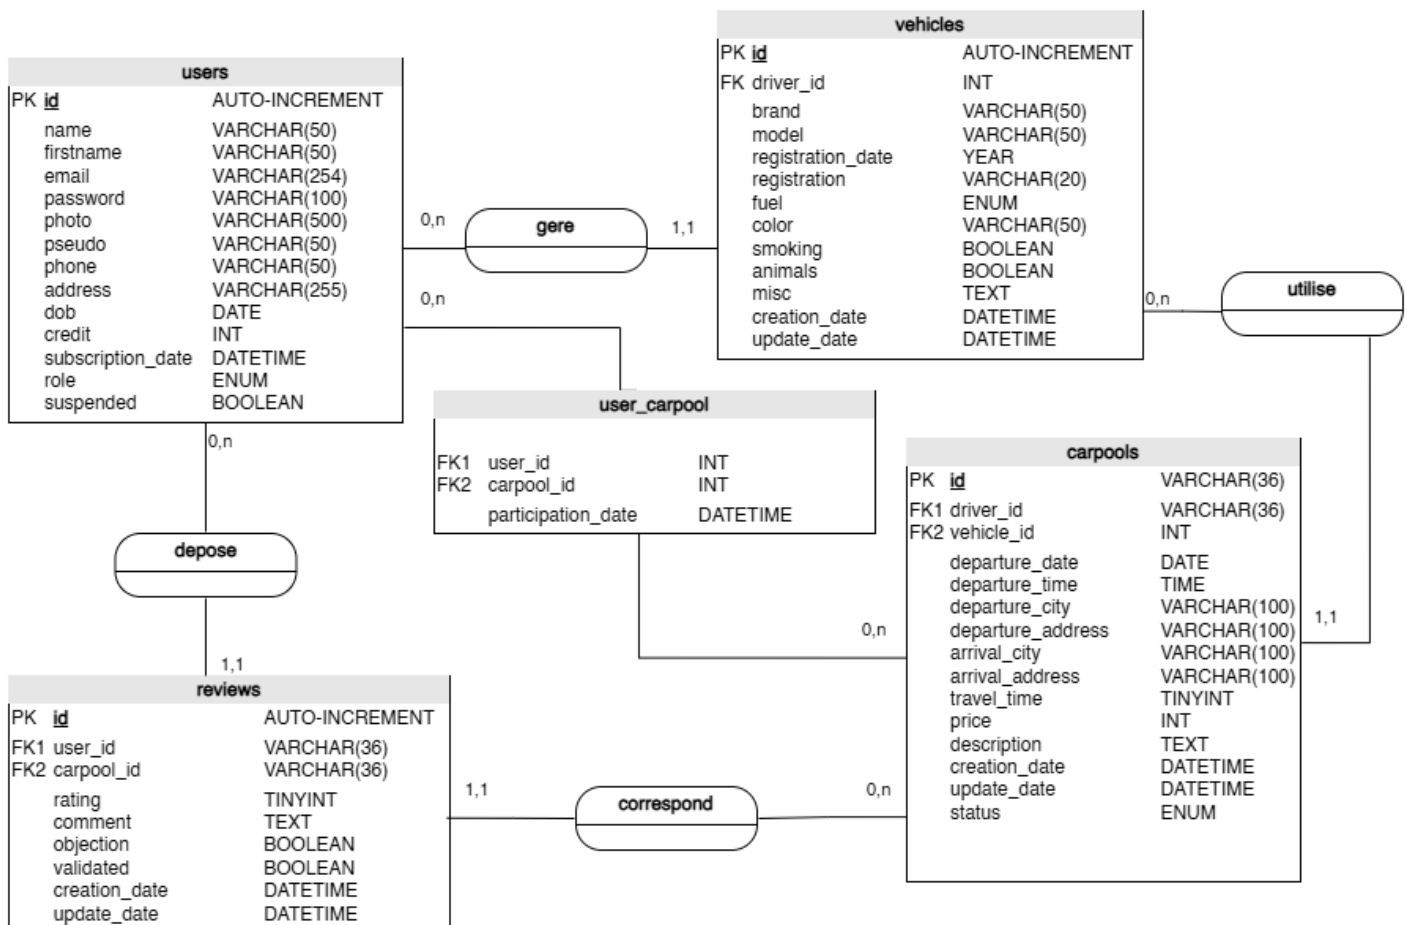 users
PK id AUTO-INCREMENT
name VARCHAR(50)
firstname VARCHAR(50)
email VARCHAR(254)
password VARCHAR(100)
photo VARCHAR(500)
pseudo VARCHAR(50)
phone VARCHAR(50)
address VARCHAR(255)
dob DATE
credit INT
subscription_date DATETIME
role ENUM
suspended BOOLEAN
0,n
gere
1,1
vehicles
PK id AUTO-INCREMENT
FK driver_id INT
brand VARCHAR(50)
model VARCHAR(50)
registration_date YEAR
registration VARCHAR(20)
fuel ENUM
color VARCHAR(50)
smoking BOOLEAN
animals BOOLEAN
misc TEXT
creation_date DATETIME
update_date DATETIME
0,n
utilise
1,1
0,n
user_carpool
FK1 user_id INT
FK2 carpool_id INT
participation_date DATETIME
0,n
carpools
PK id VARCHAR(36)
FK1 driver_id VARCHAR(36)
FK2 vehicle_id INT
departure_date DATE
departure_time TIME
departure_city VARCHAR(100)
departure_address VARCHAR(100)
arrival_city VARCHAR(100)
arrival_address VARCHAR(100)
travel_time TINYINT
price INT
description TEXT
creation_date DATETIME
update_date DATETIME
status ENUM
0,n
depose
1,1
reviews
PK id AUTO-INCREMENT
FK1 user_id VARCHAR(36)
FK2 carpool_id VARCHAR(36)
rating TINYINT
comment TEXT
objection BOOLEAN
validated BOOLEAN
creation_date DATETIME
update_date DATETIME
1,1
correspond
0,n